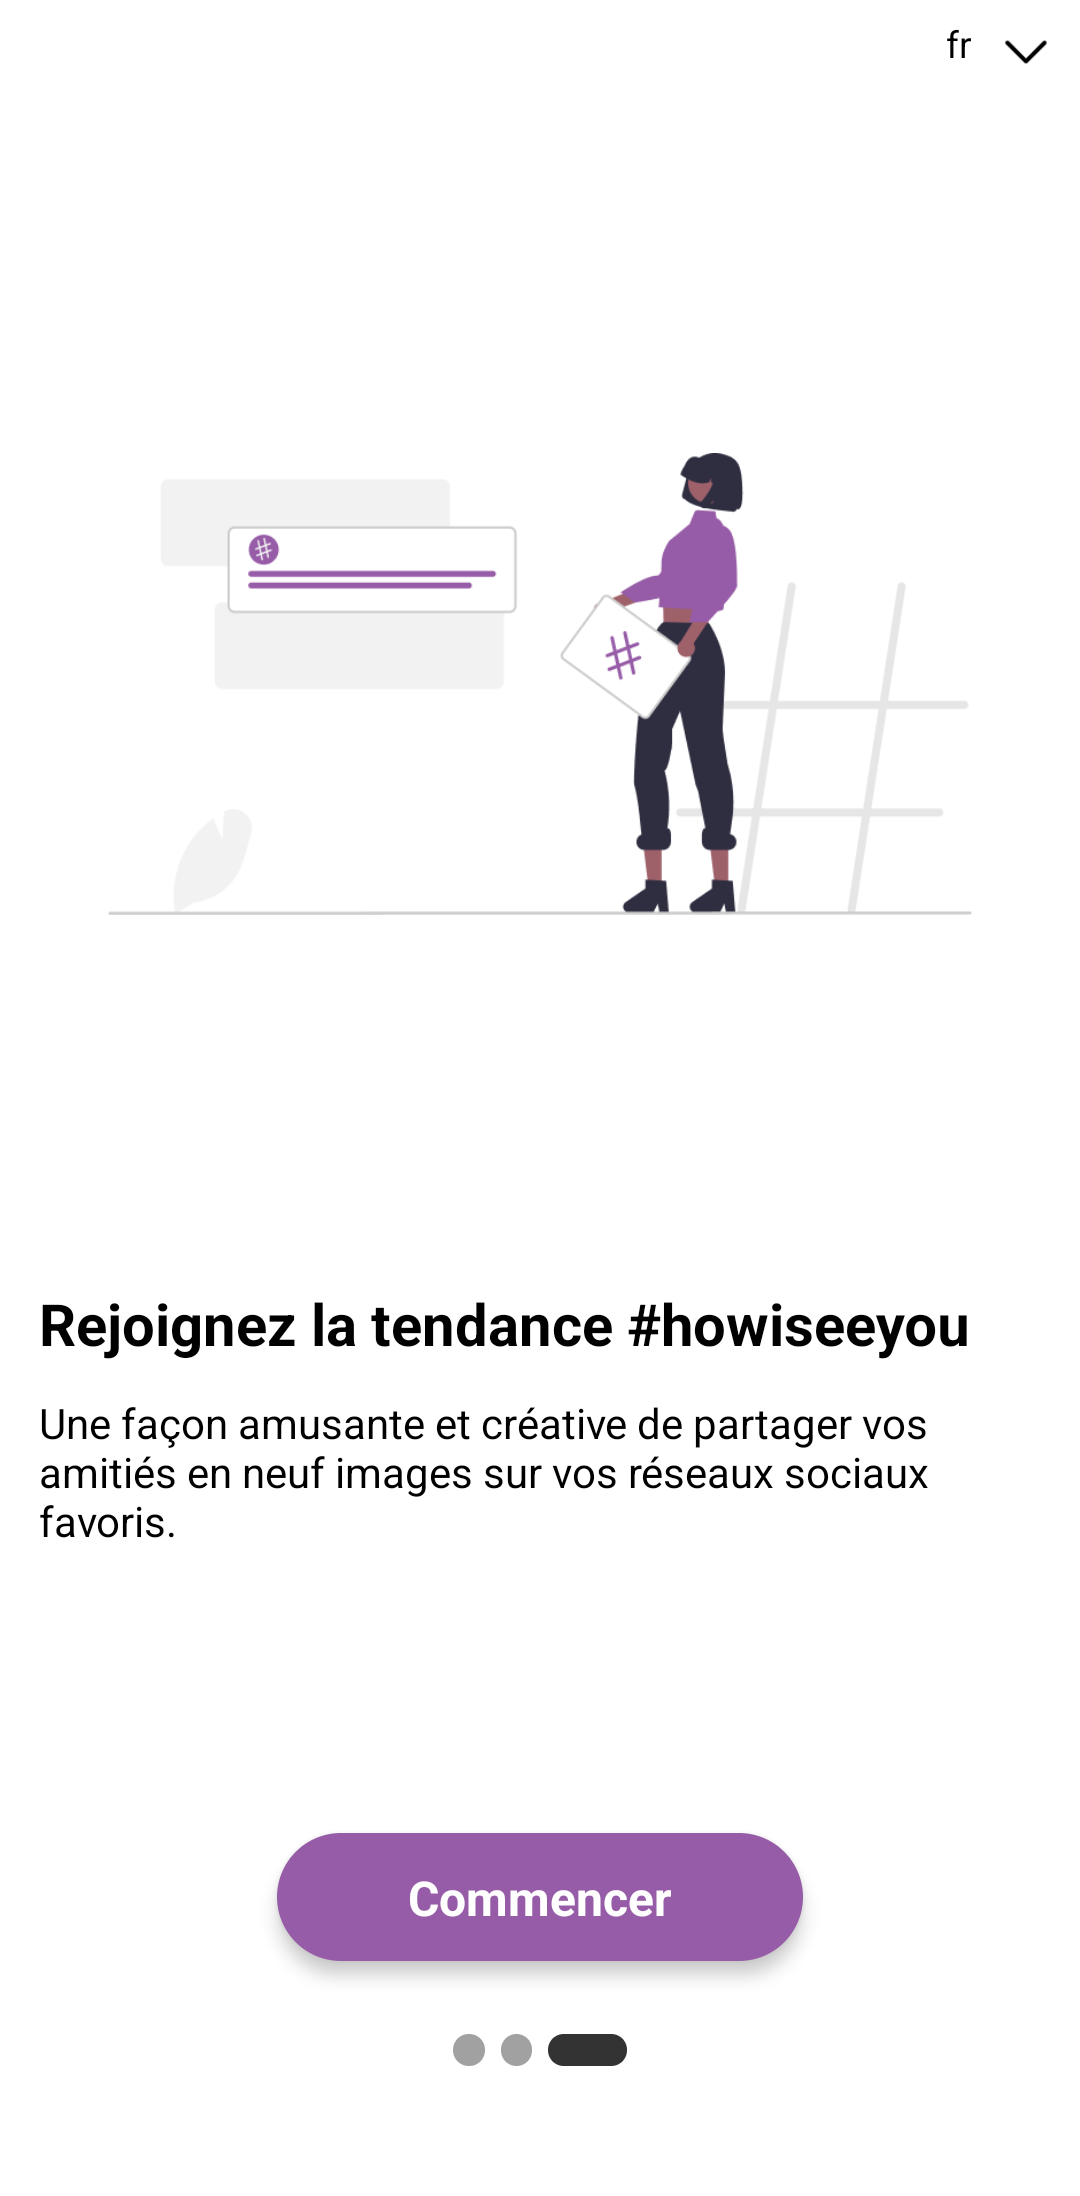 fr
#
#
Rejoignez la tendance #howiseeyou
Une façon amusante et créative de partager vos
amitiés en neuf images sur vos réseaux sociaux
favoris.
Commencer